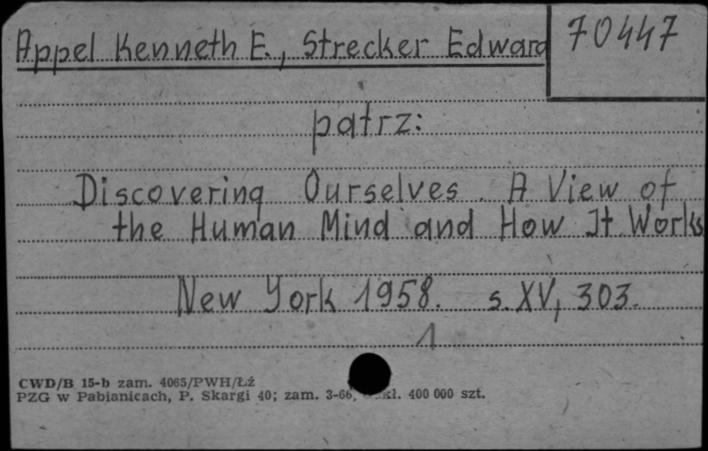 Appel Kenneth E., Strecker Edward
70447
patrz:
Discovering Ourselves. A View of
the Human Mind and How It Works
New York 1958. s. XV, 303.
1
CWD/B 15-b zam. 4065/PWH/Łź
PZG w Pabianicach, P. Skargi 40; zam. 3-66, kł. 400 000 szt.